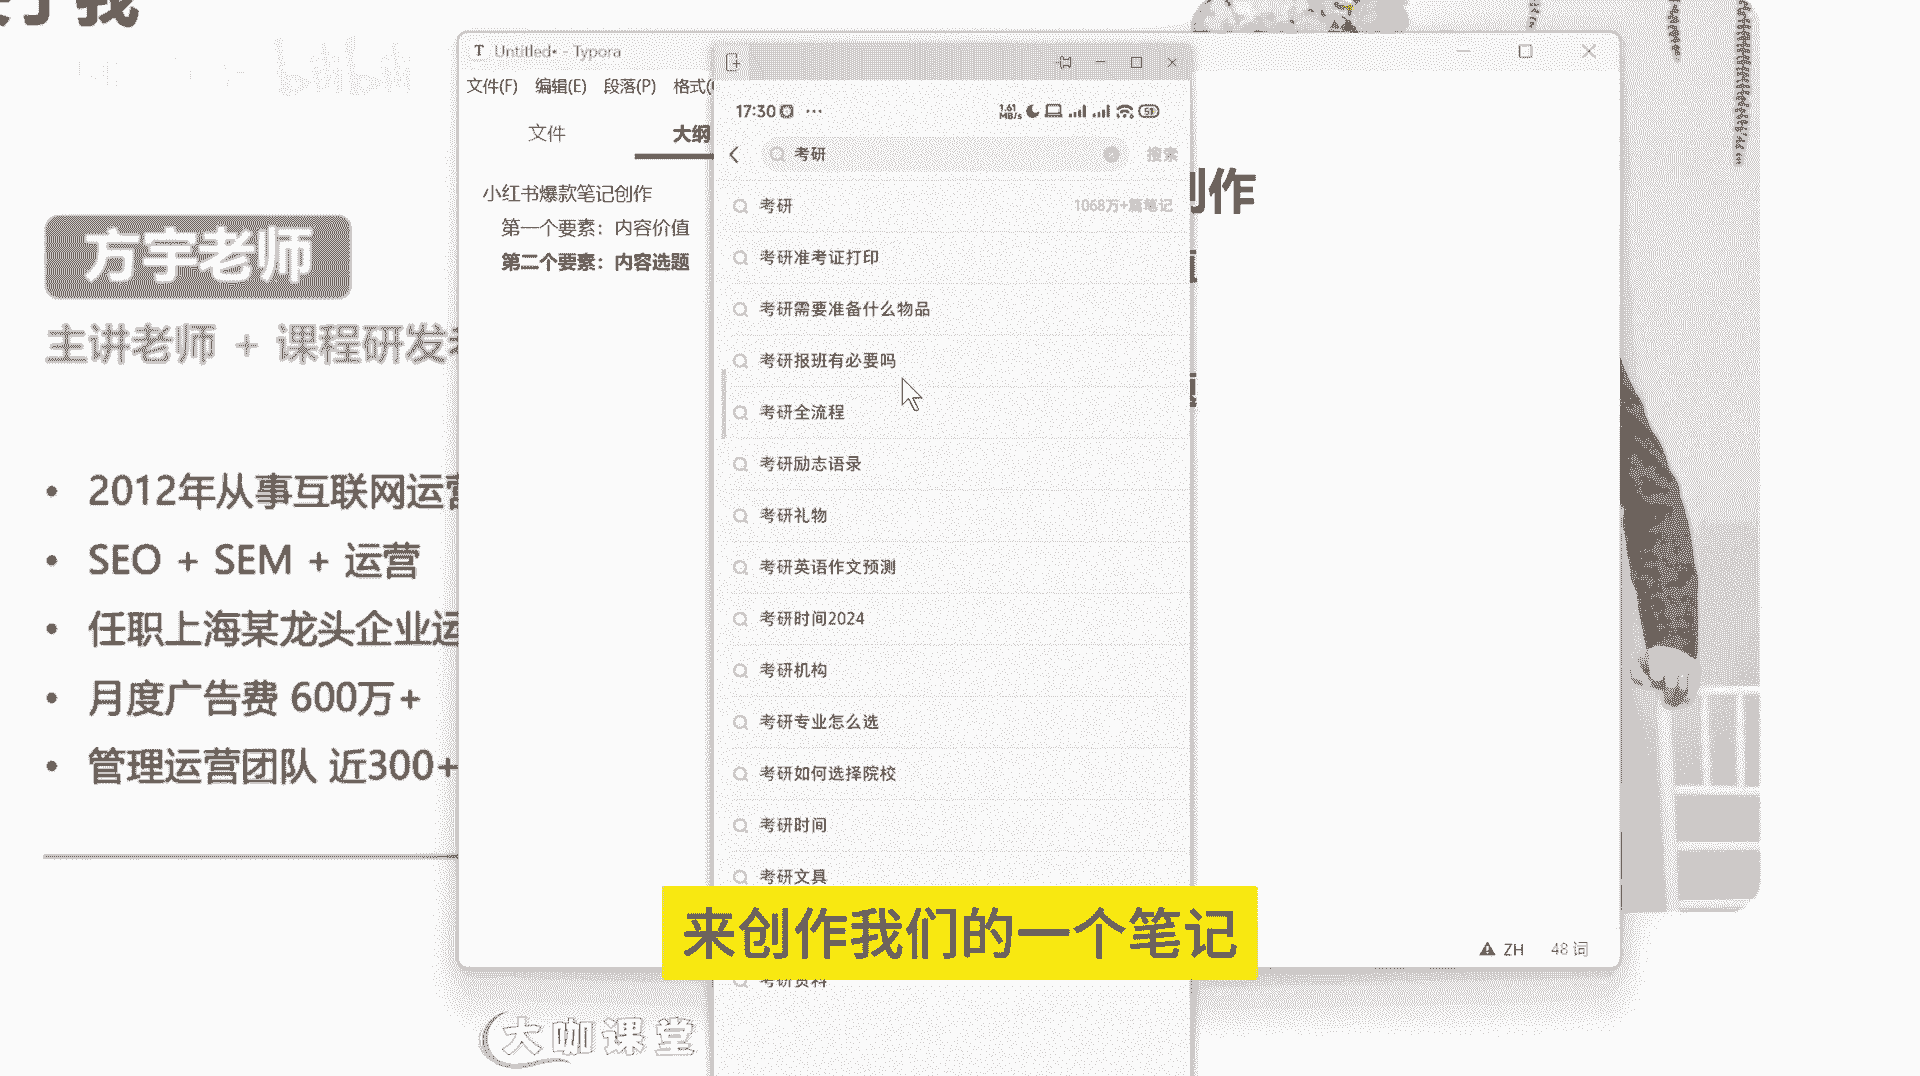 我
bilibili
方宇老师
主讲老师 + 课程研发
2012年从事互联网运营
SEO + SEM + 运营
任职上海某龙头企业运
月度广告费 600万+
管理运营团队 近300+
Untitled• - Typora
文件(F) 编辑(E) 段落(P) 格式(
文件
大纲
小红书爆款笔记创作
第一个要素：内容价值
第二个要素：内容选题
创作
17:30 ···
1.61 MB/s
51
考研
搜索
考研
1068万+篇笔记
考研准考证打印
考研需要准备什么物品
考研报班有必要吗
考研全流程
考研励志语录
考研礼物
考研英语作文预测
考研时间2024
考研机构
考研专业怎么选
考研如何选择院校
考研时间
考研文具
考研资料
来创作我们的一个笔记
ZH
48 词
大咖课堂